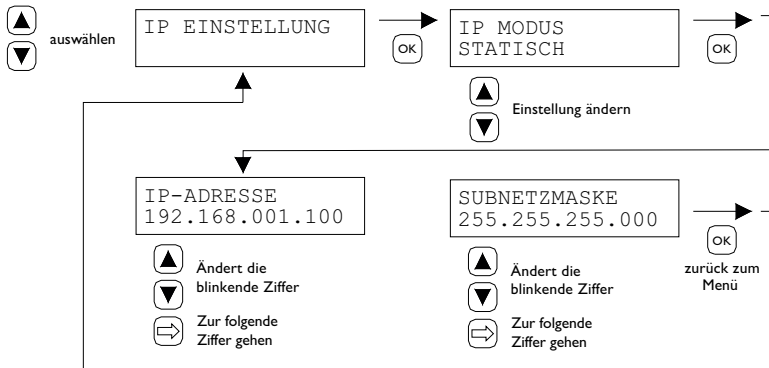 auswählen
IP EINSTELLUNG
OK
IP MODUS
STATISCH
OK
Einstellung ändern
IP-ADRESSE
192.168.001.100
Ändert die
blinkende Ziffer
Zur folgende
Ziffer gehen
SUBNETZMASKE
255.255.255.000
Ändert die
blinkende Ziffer
Zur folgende
Ziffer gehen
OK
zurück zum
Menü